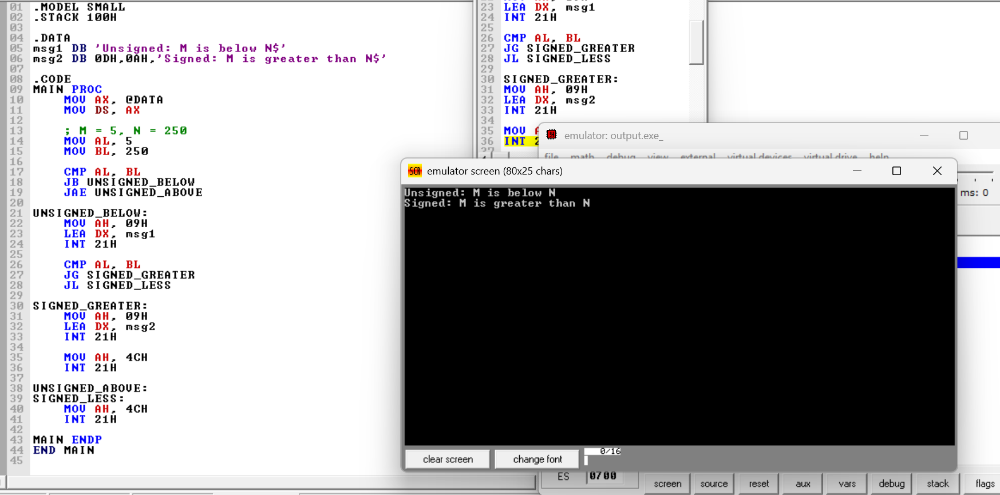 01 .MODEL SMALL
02 .STACK 100H
03
04 .DATA
05 msg1 DB 'Unsigned: M is below N$'
06 msg2 DB 0DH,0AH,'Signed: M is greater than N$'
07
08 .CODE
09 MAIN PROC
10 MOV AX, @DATA
11 MOV DS, AX
12
13 ; M = 5, N = 250
14 MOV AL, 5
15 MOV BL, 250
16
17 CMP AL, BL
18 JB UNSIGNED_BELOW
19 JAE UNSIGNED_ABOVE
20
21 UNSIGNED_BELOW:
22 MOV AH, 09H
23 LEA DX, msg1
24 INT 21H
25
26 CMP AL, BL
27 JG SIGNED_GREATER
28 JL SIGNED_LESS
29
30 SIGNED_GREATER:
31 MOV AH, 09H
32 LEA DX, msg2
33 INT 21H
34
35 MOV AH, 4CH
36 INT 21H
37
38 UNSIGNED_ABOVE:
39 SIGNED_LESS:
40 MOV AH, 4CH
41 INT 21H
42
43 MAIN ENDP
44 END MAIN
45
23 LEA DX, msg1
24 INT 21H
25
26 CMP AL, BL
27 JG SIGNED_GREATER
28 JL SIGNED_LESS
29
30 SIGNED_GREATER:
31 MOV AH, 09H
32 LEA DX, msg2
33 INT 21H
34
35 MOV
36 INT
37
emulator: output.exe_
file math debug view external virtual devices virtual drive help
ms: 0
SCR emulator screen (80x25 chars)
Unsigned: M is below N
Signed: M is greater than N
clear screen change font 0/16
ES 0700
screen source reset aux vars debug stack flags